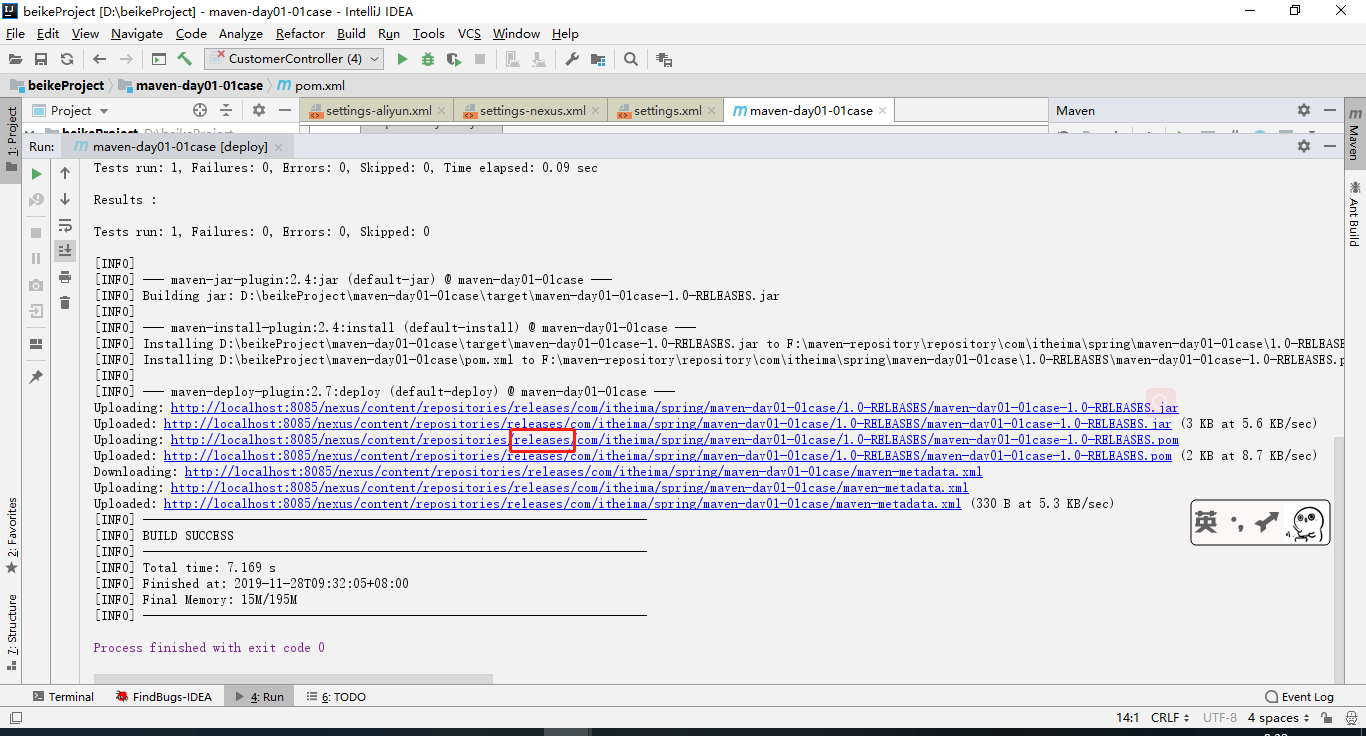 beikeProject [D:\beikeProject] - maven-day01-01case - IntelliJ IDEA
File Edit View Navigate Code Analyze Refactor Build Run Tools VCS Window Help
CustomerController (4)
beikeProject maven-day01-01case pom.xml
1: Project
Project
settings-aliyun.xml settings-nexus.xml settings.xml maven-day01-01case
Maven
Maven
Ant Build
beikeProject D:\beikeProject
Run: maven-day01-01case [deploy]
Tests run: 1, Failures: 0, Errors: 0, Skipped: 0, Time elapsed: 0.09 sec
Results :
Tests run: 1, Failures: 0, Errors: 0, Skipped: 0
[INFO]
[INFO] --- maven-jar-plugin:2.4:jar (default-jar) @ maven-day01-01case ---
[INFO] Building jar: D:\beikeProject\maven-day01-01case\target\maven-day01-01case-1.0-RELEASES.jar
[INFO]
[INFO] --- maven-install-plugin:2.4:install (default-install) @ maven-day01-01case ---
[INFO] Installing D:\beikeProject\maven-day01-01case\target\maven-day01-01case-1.0-RELEASES.jar to F:\maven-repository\repository\com\itheima\spring\maven-day01-01case\1.0-RELEASE
[INFO] Installing D:\beikeProject\maven-day01-01case\pom.xml to F:\maven-repository\repository\com\itheima\spring\maven-day01-01case\1.0-RELEASES\maven-day01-01case-1.0-RELEASES.p
[INFO]
[INFO] --- maven-deploy-plugin:2.7:deploy (default-deploy) @ maven-day01-01case ---
Uploading: http://localhost:8085/nexus/content/repositories/releases/com/itheima/spring/maven-day01-01case/1.0-RELEASES/maven-day01-01case-1.0-RELEASES.jar
Uploaded: http://localhost:8085/nexus/content/repositories/releases/com/itheima/spring/maven-day01-01case/1.0-RELEASES/maven-day01-01case-1.0-RELEASES.jar (3 KB at 5.6 KB/sec)
Uploading: http://localhost:8085/nexus/content/repositories/releases/com/itheima/spring/maven-day01-01case/1.0-RELEASES/maven-day01-01case-1.0-RELEASES.pom
Uploaded: http://localhost:8085/nexus/content/repositories/releases/com/itheima/spring/maven-day01-01case/1.0-RELEASES/maven-day01-01case-1.0-RELEASES.pom (2 KB at 8.7 KB/sec)
Downloading: http://localhost:8085/nexus/content/repositories/releases/com/itheima/spring/maven-day01-01case/maven-metadata.xml
Uploading: http://localhost:8085/nexus/content/repositories/releases/com/itheima/spring/maven-day01-01case/maven-metadata.xml
Uploaded: http://localhost:8085/nexus/content/repositories/releases/com/itheima/spring/maven-day01-01case/maven-metadata.xml (330 B at 5.3 KB/sec)
[INFO] ------------------------------------------------------------------------
[INFO] BUILD SUCCESS
[INFO] ------------------------------------------------------------------------
[INFO] Total time: 7.169 s
[INFO] Finished at: 2019-11-28T09:32:05+08:00
[INFO] Final Memory: 15M/195M
[INFO] ------------------------------------------------------------------------
Process finished with exit code 0
英
2: Favorites
7: Structure
Terminal FindBugs-IDEA 4: Run 6: TODO Event Log
14:1 CRLF UTF-8 4 spaces